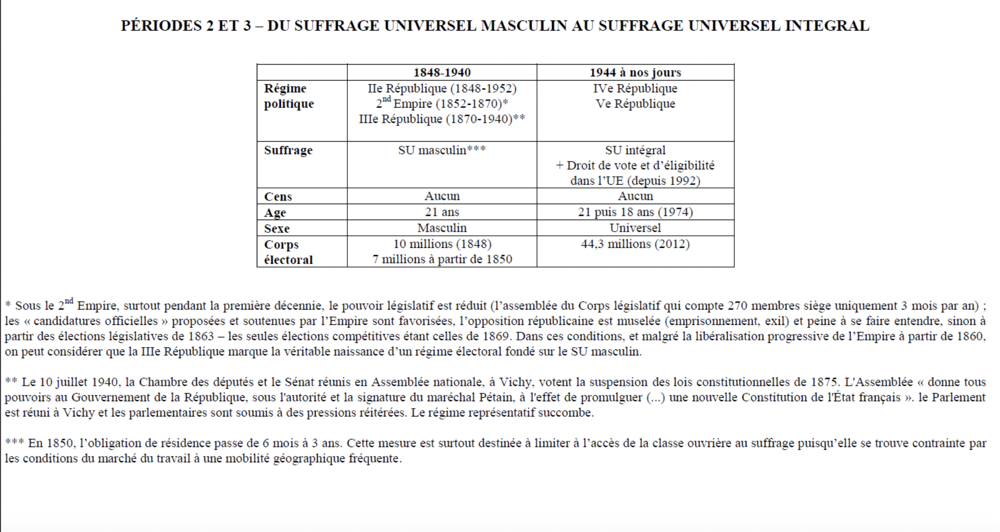 PÉRIODES 2 ET 3 – DU SUFFRAGE UNIVERSEL MASCULIN AU SUFFRAGE UNIVERSEL INTEGRAL
1848-1940 1944 à nos jours
Régime politique
IIe République (1848-1952)
2nd Empire (1852-1870)*
IIIe République (1870-1940)**
IVe République
Ve République
Suffrage
SU masculin***
SU intégral
+ Droit de vote et d’éligibilité
dans l’UE (depuis 1992)
Cens Aucun Aucun
Age 21 ans 21 puis 18 ans (1974)
Sexe Masculin Universel
Corps électoral
10 millions (1848)
7 millions à partir de 1850
44,3 millions (2012)
* Sous le 2nd Empire, surtout pendant la première décennie, le pouvoir législatif est réduit (l’assemblée du Corps législatif qui compte 270 membres siège uniquement 3 mois par an) ;
les « candidatures officielles » proposées et soutenues par l’Empire sont favorisées, l’opposition républicaine est muselée (emprisonnement, exil) et peine à se faire entendre, sinon à
partir des élections législatives de 1863 – les seules élections compétitives étant celles de 1869. Dans ces conditions, et malgré la libéralisation progressive de l’Empire à partir de 1860,
on peut considérer que la IIIe République marque la véritable naissance d’un régime électoral fondé sur le SU masculin.
** Le 10 juillet 1940, la Chambre des députés et le Sénat réunis en Assemblée nationale, à Vichy, votent la suspension des lois constitutionnelles de 1875. L'Assemblée « donne tous
pouvoirs au Gouvernement de la République, sous l'autorité et la signature du maréchal Pétain, à l'effet de promulguer (...) une nouvelle Constitution de l'État français ». le Parlement
est réuni à Vichy et les parlementaires sont soumis à des pressions réitérées. Le régime représentatif succombe.
*** En 1850, l’obligation de résidence passe de 6 mois à 3 ans. Cette mesure est surtout destinée à limiter à l’accès de la classe ouvrière au suffrage puisqu’elle se trouve contrainte par
les conditions du marché du travail à une mobilité géographique fréquente.